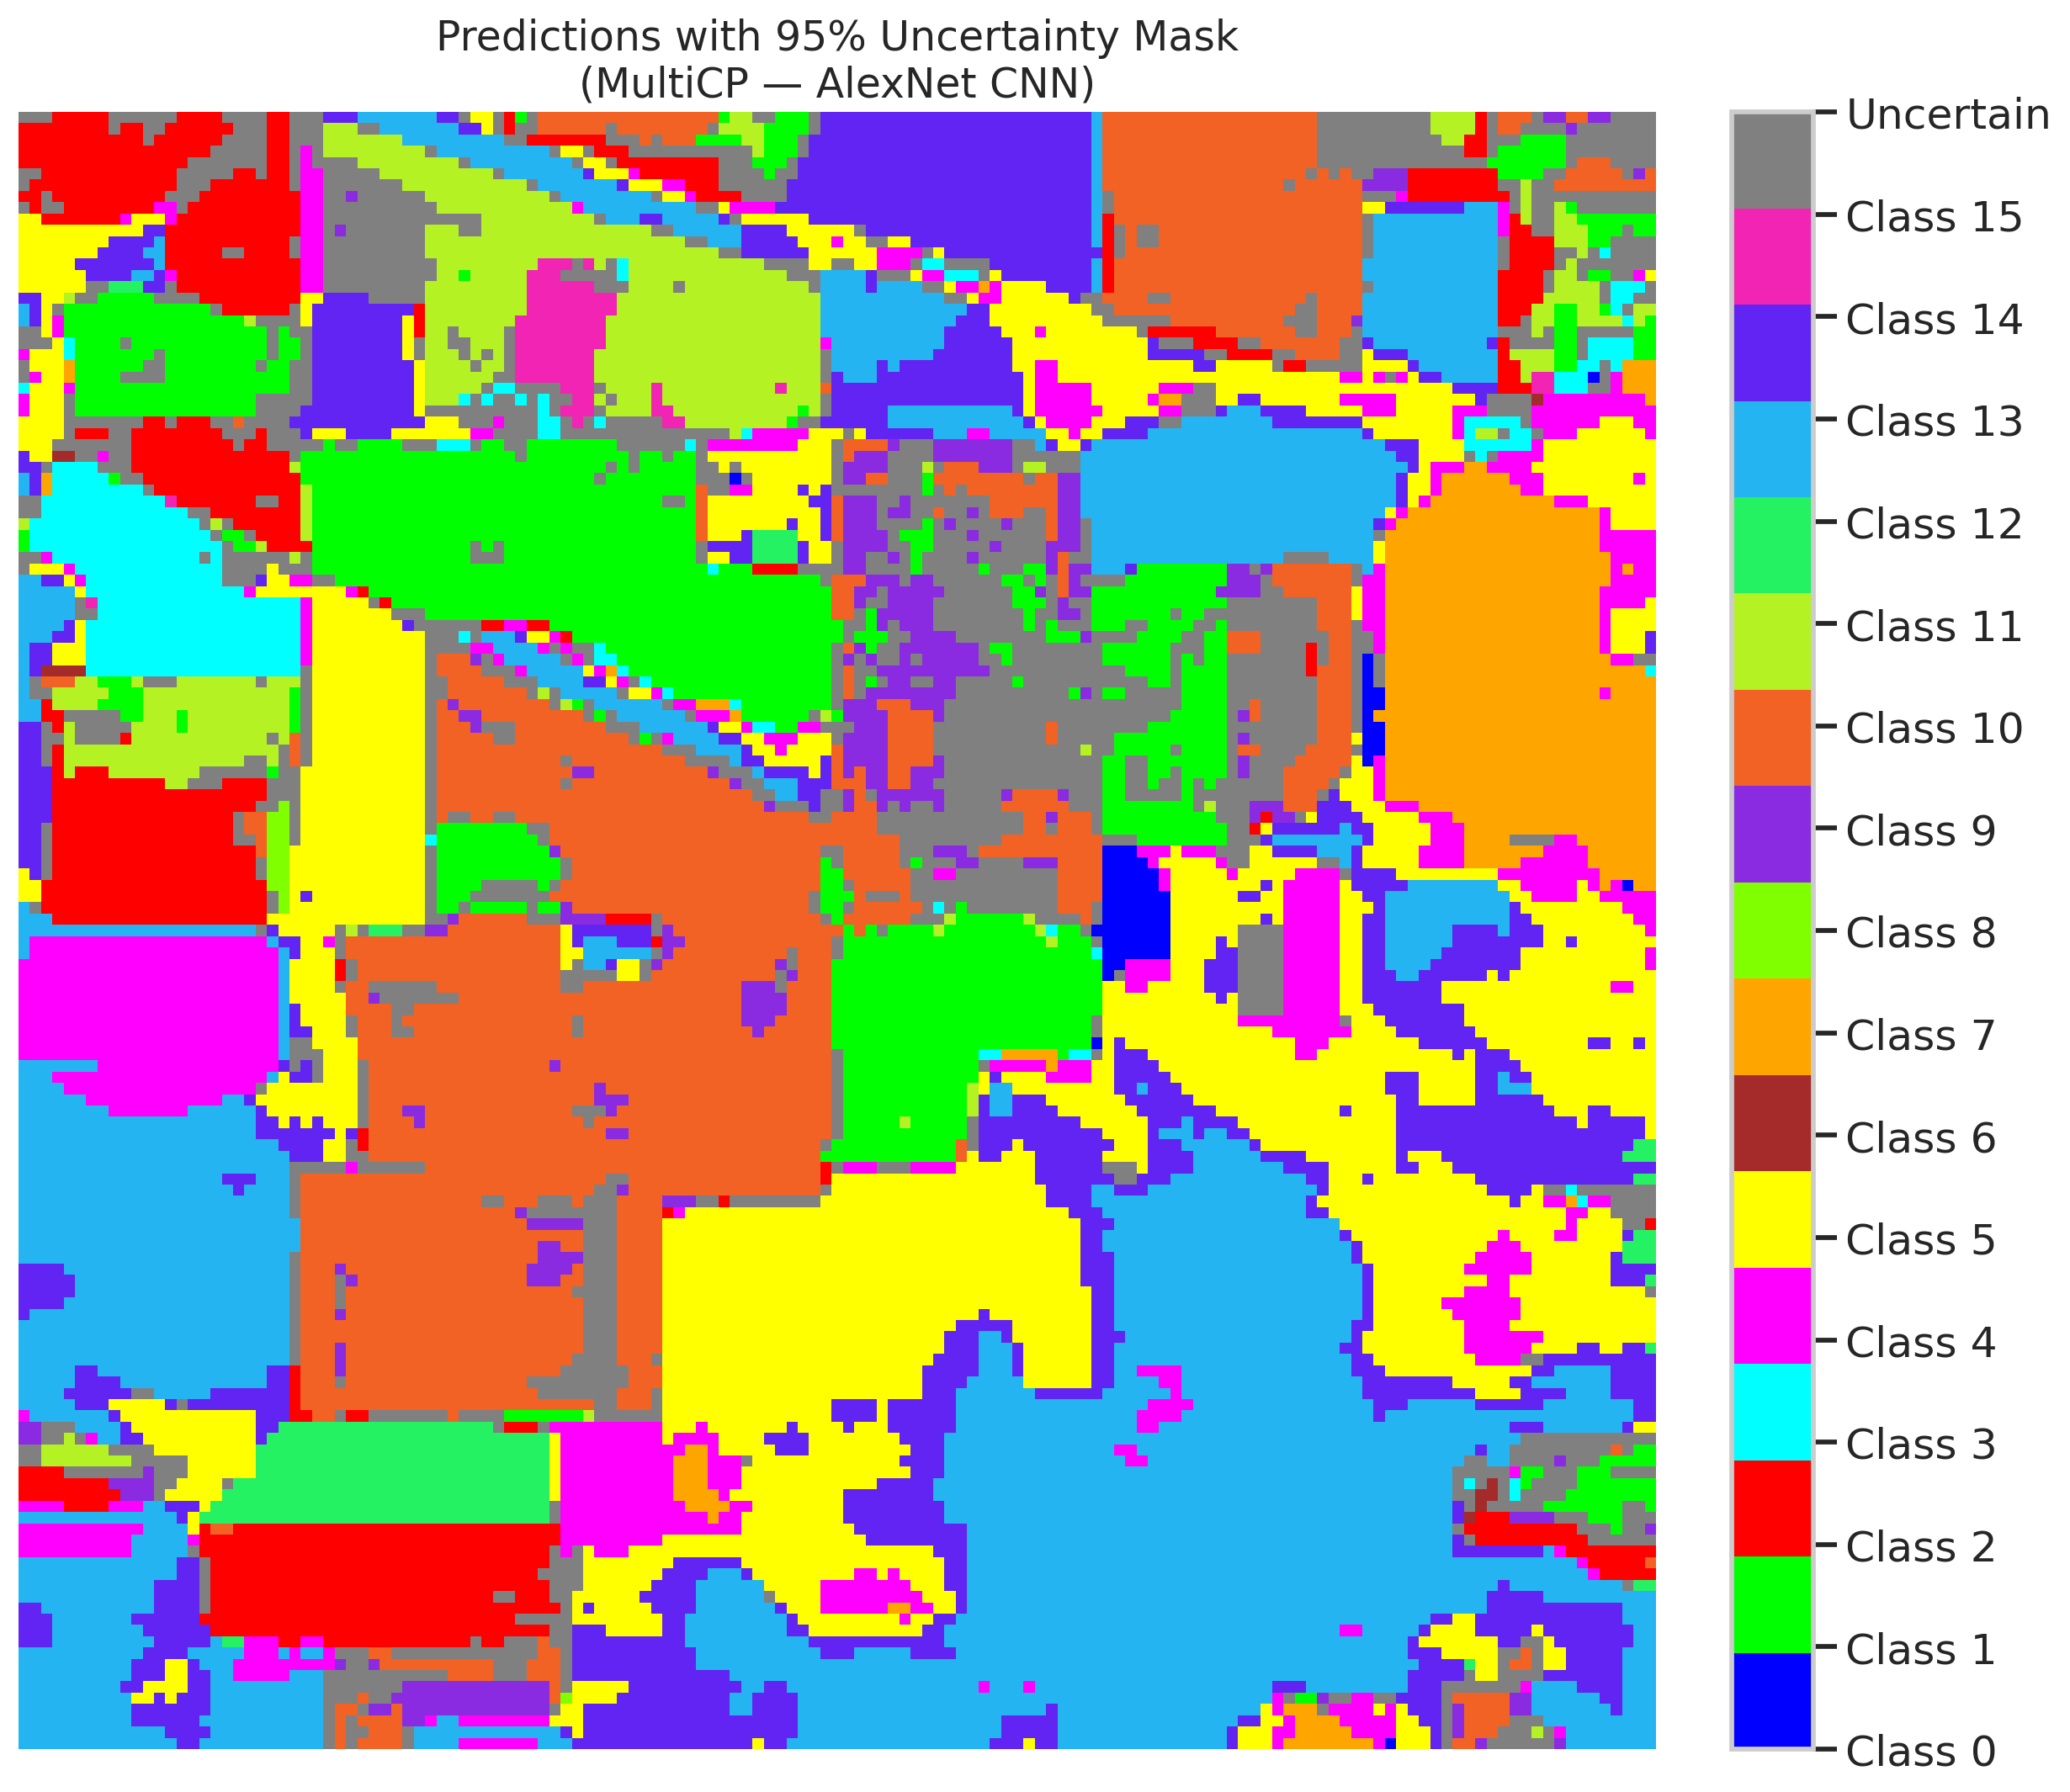 Predictions with 95% Uncertainty Mask
(MultiCP — AlexNet CNN)
Uncertain
Class 15
Class 14
Class 13
Class 12
Class 11
Class 10
Class 9
Class 8
Class 7
Class 6
Class 5
Class 4
Class 3
Class 2
Class 1
Class 0